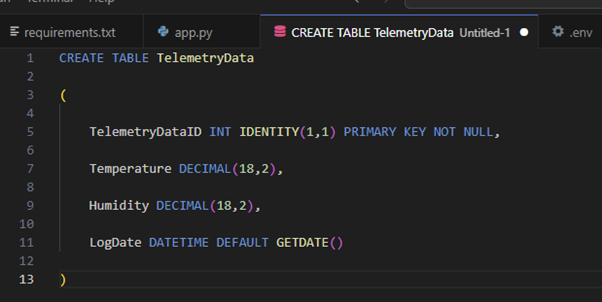 Terminal Help
requirements.txt app.py CREATE TABLE TelemetryData Untitled-1 .env
1 CREATE TABLE TelemetryData
2
3 (
4
5 TelemetryDataID INT IDENTITY(1,1) PRIMARY KEY NOT NULL,
6
7 Temperature DECIMAL(18,2),
8
9 Humidity DECIMAL(18,2),
10
11 LogDate DATETIME DEFAULT GETDATE()
12
13 )